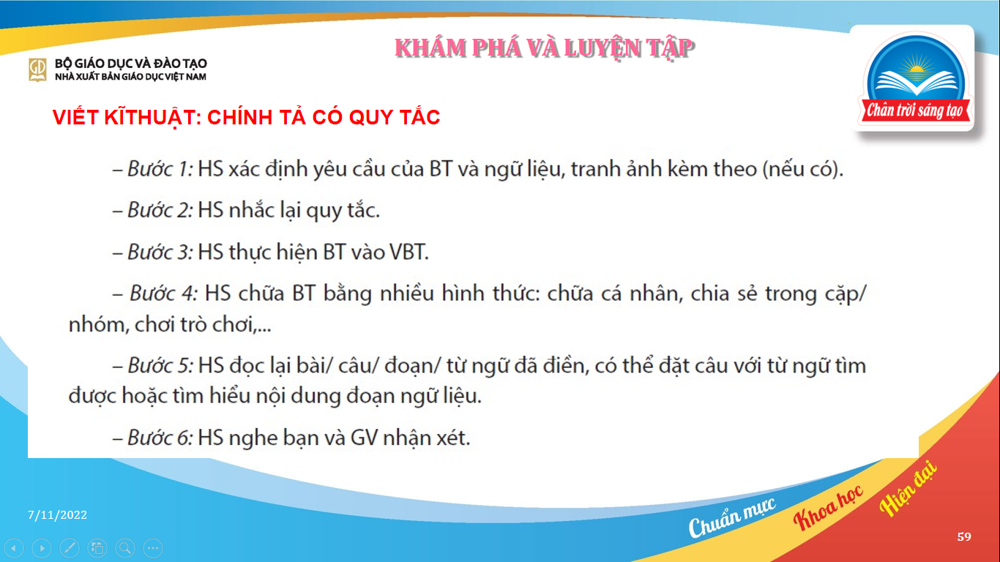 KHÁM PHÁ VÀ LUYỆN TẬP
BỘ GIÁO DỤC VÀ ĐÀO TẠO
NHÀ XUẤT BẢN GIÁO DỤC VIỆT NAM
Chân trời sáng tạo
VIẾT KĨTHUẬT: CHÍNH TẢ CÓ QUY TẮC
– Bước 1: HS xác định yêu cầu của BT và ngữ liệu, tranh ảnh kèm theo (nếu có).
– Bước 2: HS nhắc lại quy tắc.
– Bước 3: HS thực hiện BT vào VBT.
– Bước 4: HS chữa BT bằng nhiều hình thức: chữa cá nhân, chia sẻ trong cặp/
nhóm, chơi trò chơi,...
– Bước 5: HS đọc lại bài/ câu/ đoạn/ từ ngữ đã điền, có thể đặt câu với từ ngữ tìm
được hoặc tìm hiểu nội dung đoạn ngữ liệu.
– Bước 6: HS nghe bạn và GV nhận xét.
7/11/2022
Chuẩn mực
Khoa học
Hiện đại
59